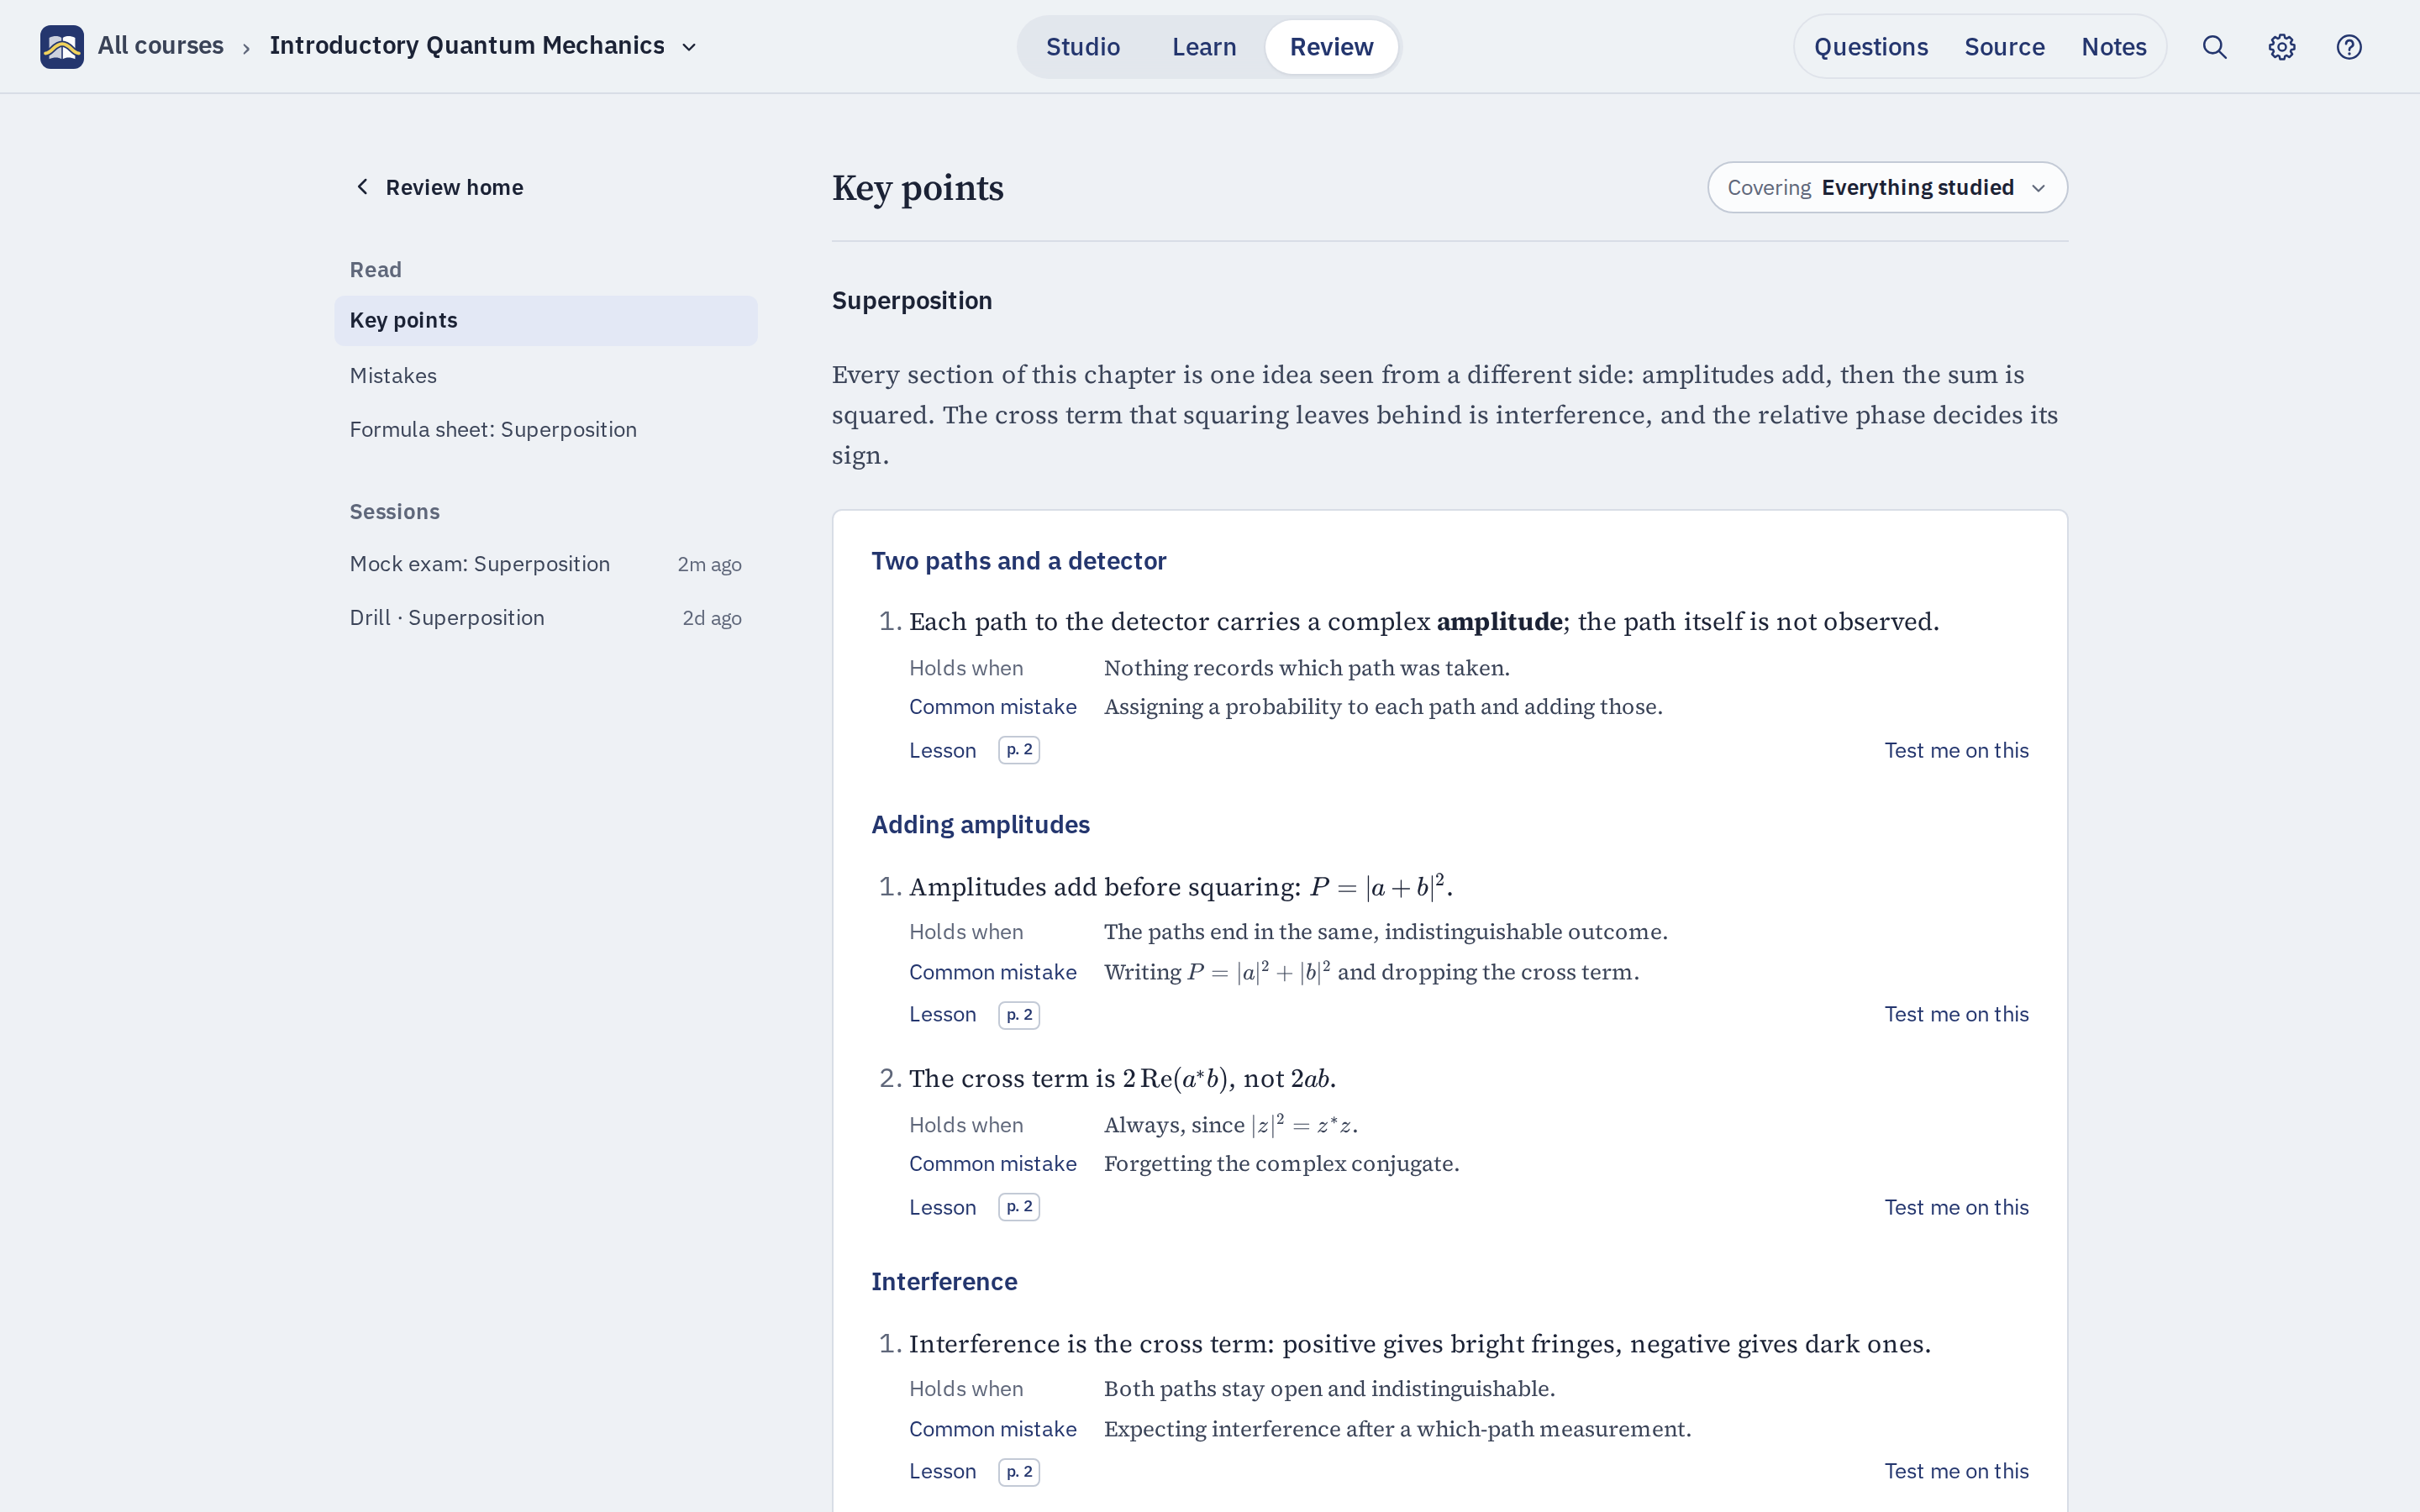 All courses › Introductory Quantum Mechanics
Studio Learn Review
Questions Source Notes
Review home
Read
Key points
Mistakes
Formula sheet: Superposition
Sessions
Mock exam: Superposition 2m ago
Drill · Superposition 2d ago
Key points
Covering Everything studied
Superposition
Every section of this chapter is one idea seen from a different side: amplitudes add, then the sum is
squared. The cross term that squaring leaves behind is interference, and the relative phase decides its
sign.
Two paths and a detector
1. Each path to the detector carries a complex amplitude; the path itself is not observed.
Holds when Nothing records which path was taken.
Common mistake Assigning a probability to each path and adding those.
Lesson p. 2 Test me on this
Adding amplitudes
1. Amplitudes add before squaring: P = |a + b|².
Holds when The paths end in the same, indistinguishable outcome.
Common mistake Writing P = |a|² + |b|² and dropping the cross term.
Lesson p. 2 Test me on this
2. The cross term is 2 Re(a*b), not 2ab.
Holds when Always, since |z|² = z*z.
Common mistake Forgetting the complex conjugate.
Lesson p. 2 Test me on this
Interference
1. Interference is the cross term: positive gives bright fringes, negative gives dark ones.
Holds when Both paths stay open and indistinguishable.
Common mistake Expecting interference after a which-path measurement.
Lesson p. 2 Test me on this